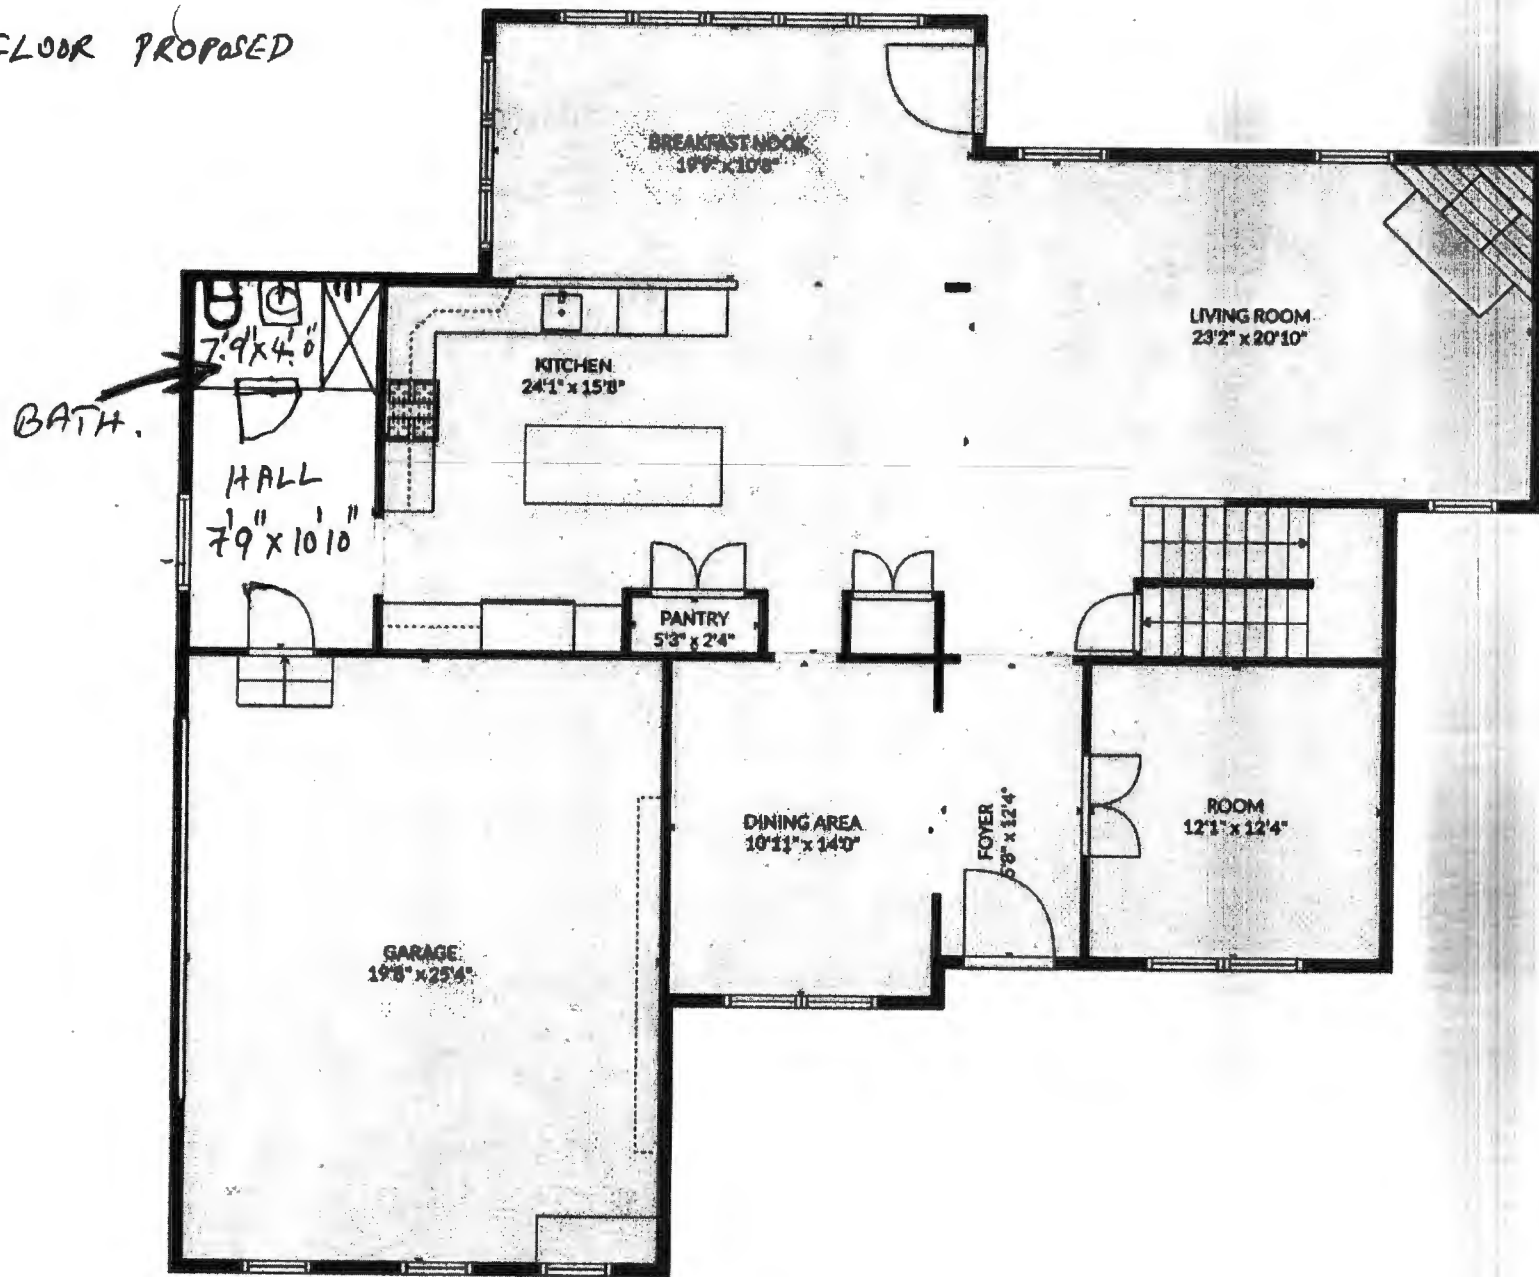 FLOOR PROPOSED
BREAKFAST NOOK
19'9" x 10'8"
LIVING ROOM
23'2" x 20'10"
7'9" x 4'0"
KITCHEN
24'1" x 15'8"
BATH.
HALL
7'9" x 10'10"
PANTRY
5'3" x 2'4"
DINING AREA
10'11" x 14'0"
FOYER
5'8" x 12'4"
ROOM
12'1" x 12'4"
GARAGE
19'8" x 25'4"